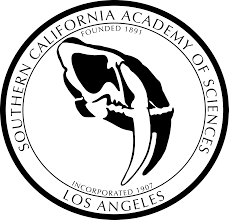 SOUTHERN CALIFORNIA ACADEMY OF SCIENCES
FOUNDED 1891
INCORPORATED 1907
LOS ANGELES